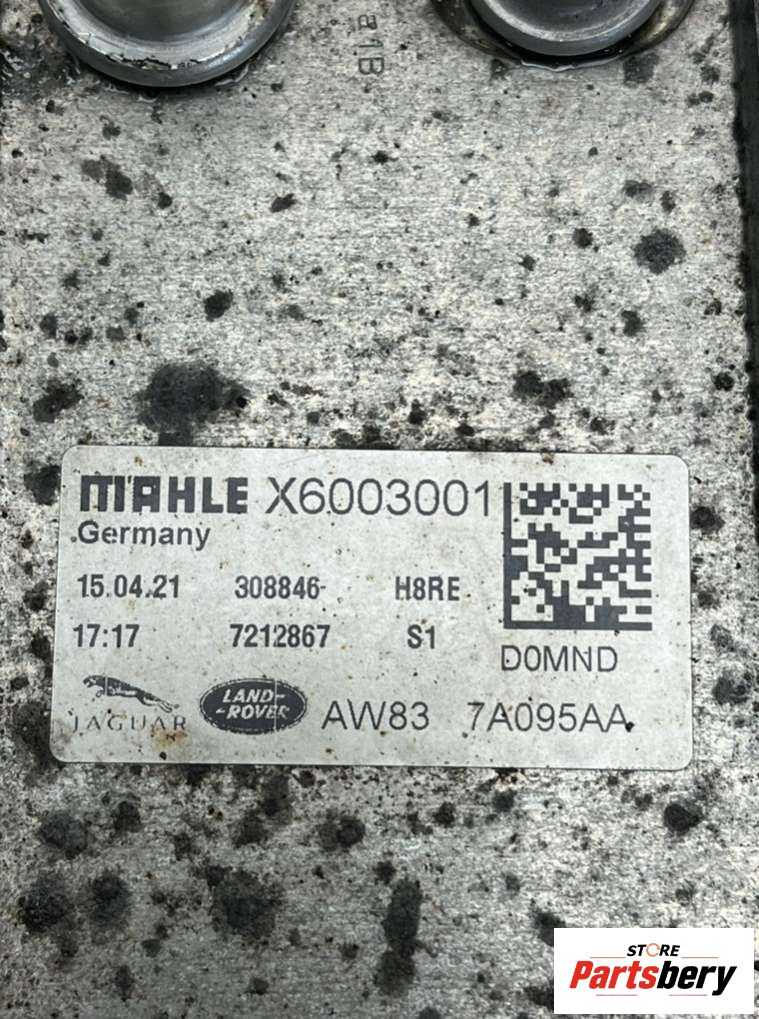 a1B
MAHLE X6003001
Germany
15.04.21 308846- H8RE
17:17 7212867 S1
D0MND
JAGUAR LAND-ROVER AW83 7A095AA
STORE
Partsbery